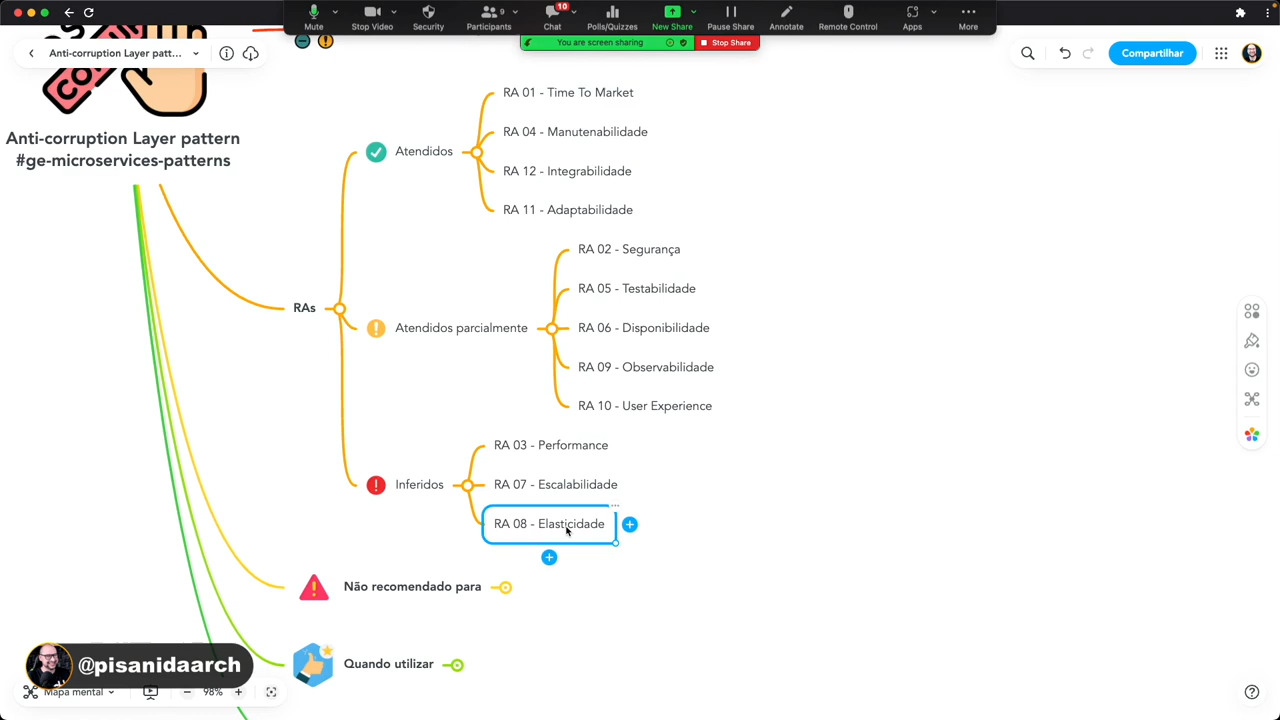 Mute
Stop Video
Security
9
Participants
10
Chat
Polls/Quizzes
New Share
Pause Share
Annotate
Remote Control
Apps
More
You are screen sharing
Stop Share
Anti-corruption Layer patt...
Compartilhar
CO
Anti-corruption Layer pattern
#ge-microservices-patterns
RAs
Atendidos
RA 01 - Time To Market
RA 04 - Manutenabilidade
RA 12 - Integrabilidade
RA 11 - Adaptabilidade
Atendidos parcialmente
RA 02 - Segurança
RA 05 - Testabilidade
RA 06 - Disponibilidade
RA 09 - Observabilidade
RA 10 - User Experience
Inferidos
RA 03 - Performance
RA 07 - Escalabilidade
RA 08 - Elasticidade
Não recomendado para
Quando utilizar
@pisanidaarch
Mapa mental
98%